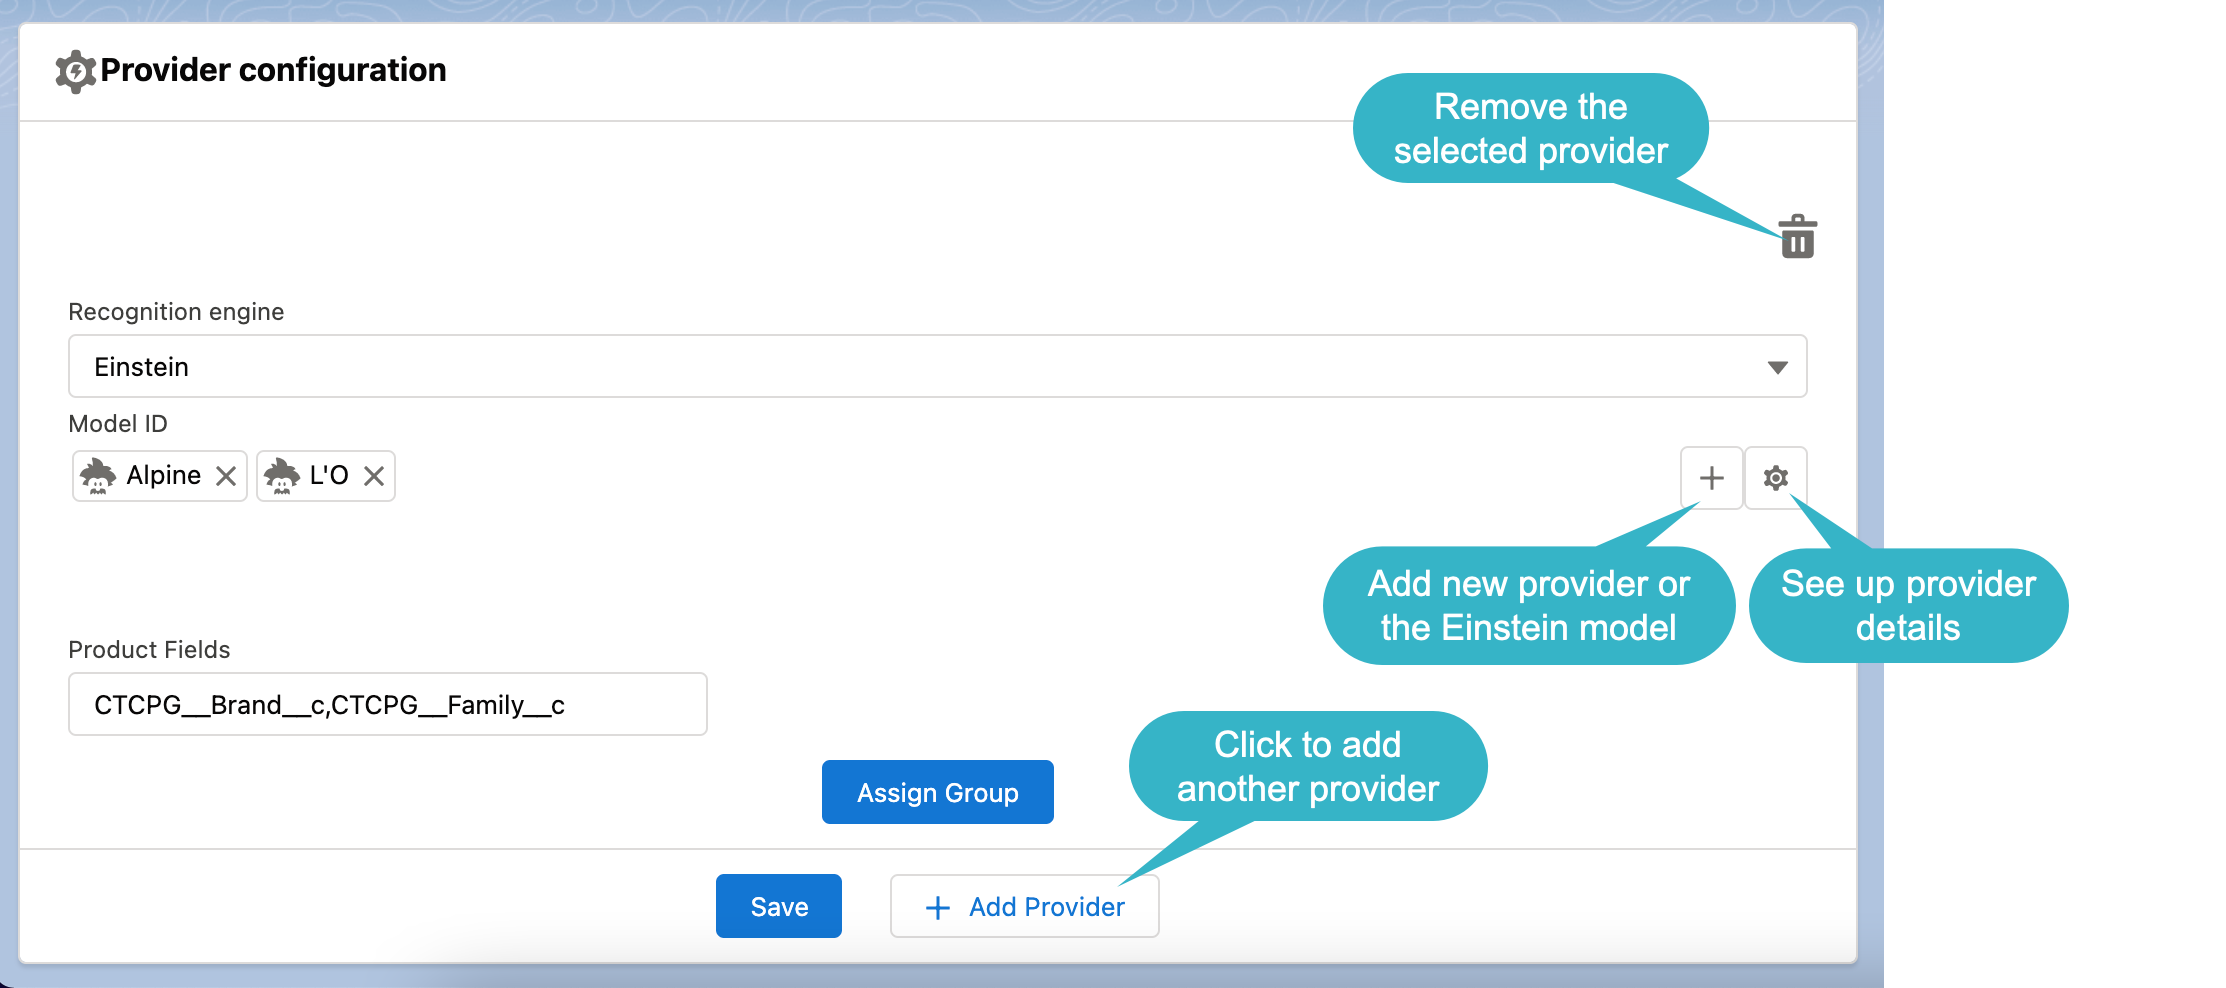 Provider configuration
Remove the
selected provider
Recognition engine
Einstein
Model ID
Alpine
L'O
Add new provider or
the Einstein model
See up provider
details
Product Fields
CTCPG__Brand__c,CTCPG__Family__c
Click to add
another provider
Assign Group
Save
+ Add Provider